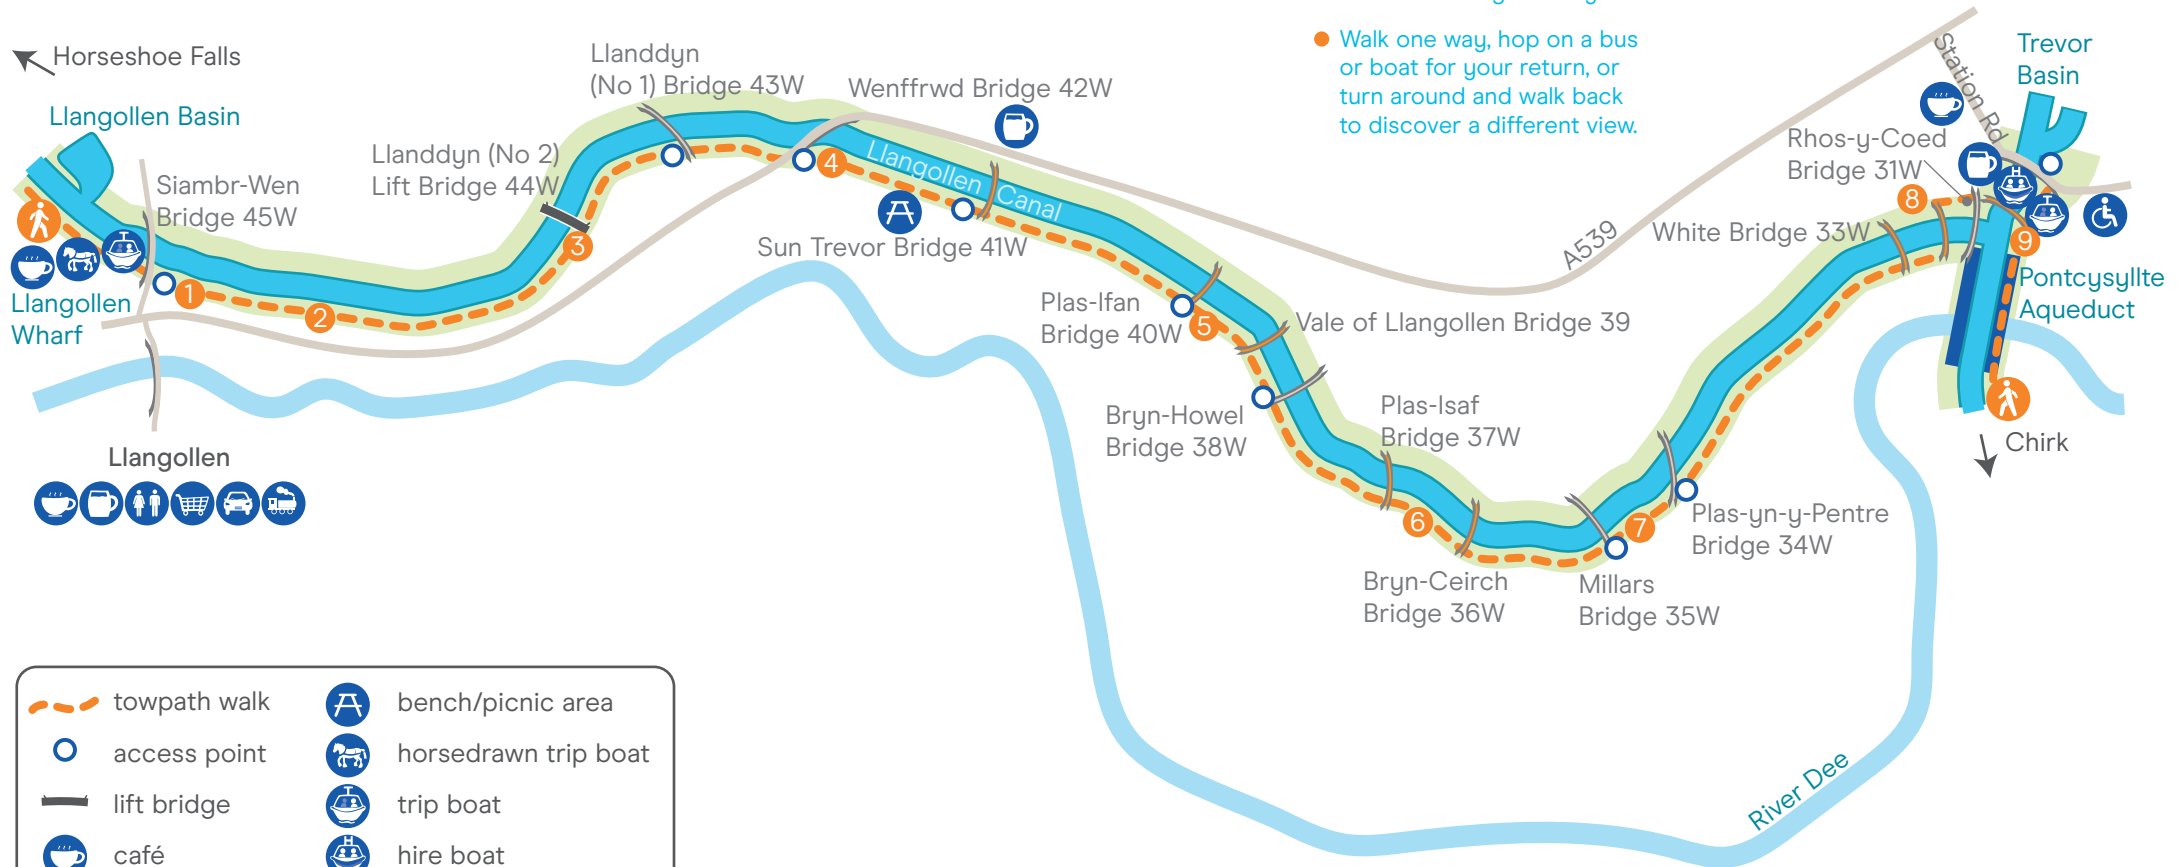 Walk one way, hop on a bus
or boat for your return, or
turn around and walk back
to discover a different view.
Horseshoe Falls
Llangollen Basin
Siambr-Wen
Bridge 45W
Llangollen
Wharf
1
2
3
Llanddyn (No 2)
Lift Bridge 44W
Llanddyn
(No 1) Bridge 43W
Wenffrwd Bridge 42W
4
Llangollen Canal
Sun Trevor Bridge 41W
Plas-Ifan
Bridge 40W
5
Vale of Llangollen Bridge 39
Bryn-Howel
Bridge 38W
Plas-Isaf
Bridge 37W
6
Bryn-Ceirch
Bridge 36W
Millars
Bridge 35W
7
Plas-yn-y-Pentre
Bridge 34W
A539
White Bridge 33W
8
Rhos-y-Coed
Bridge 31W
Station Rd
Trevor
Basin
H
9
Pontcysyllte
Aqueduct
Chirk
River Dee
Llangollen
towpath walk
access point
lift bridge
café
bench/picnic area
horsedrawn trip boat
trip boat
H
hire boat